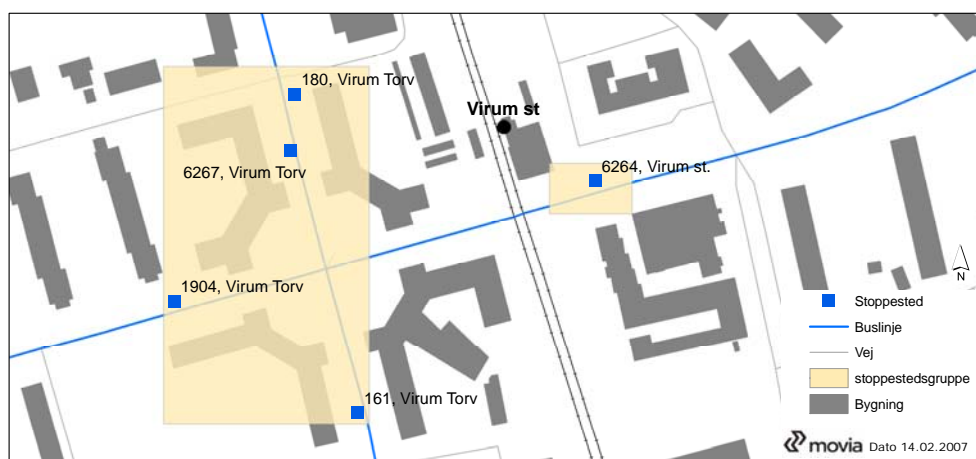 180, Virum Torv
Virum st
6267, Virum Torv
6264, Virum st.
1904, Virum Torv
161, Virum Torv
N
Stoppested
Buslinje
Vej
stoppestedsgruppe
Bygning
movia Dato 14.02.2007